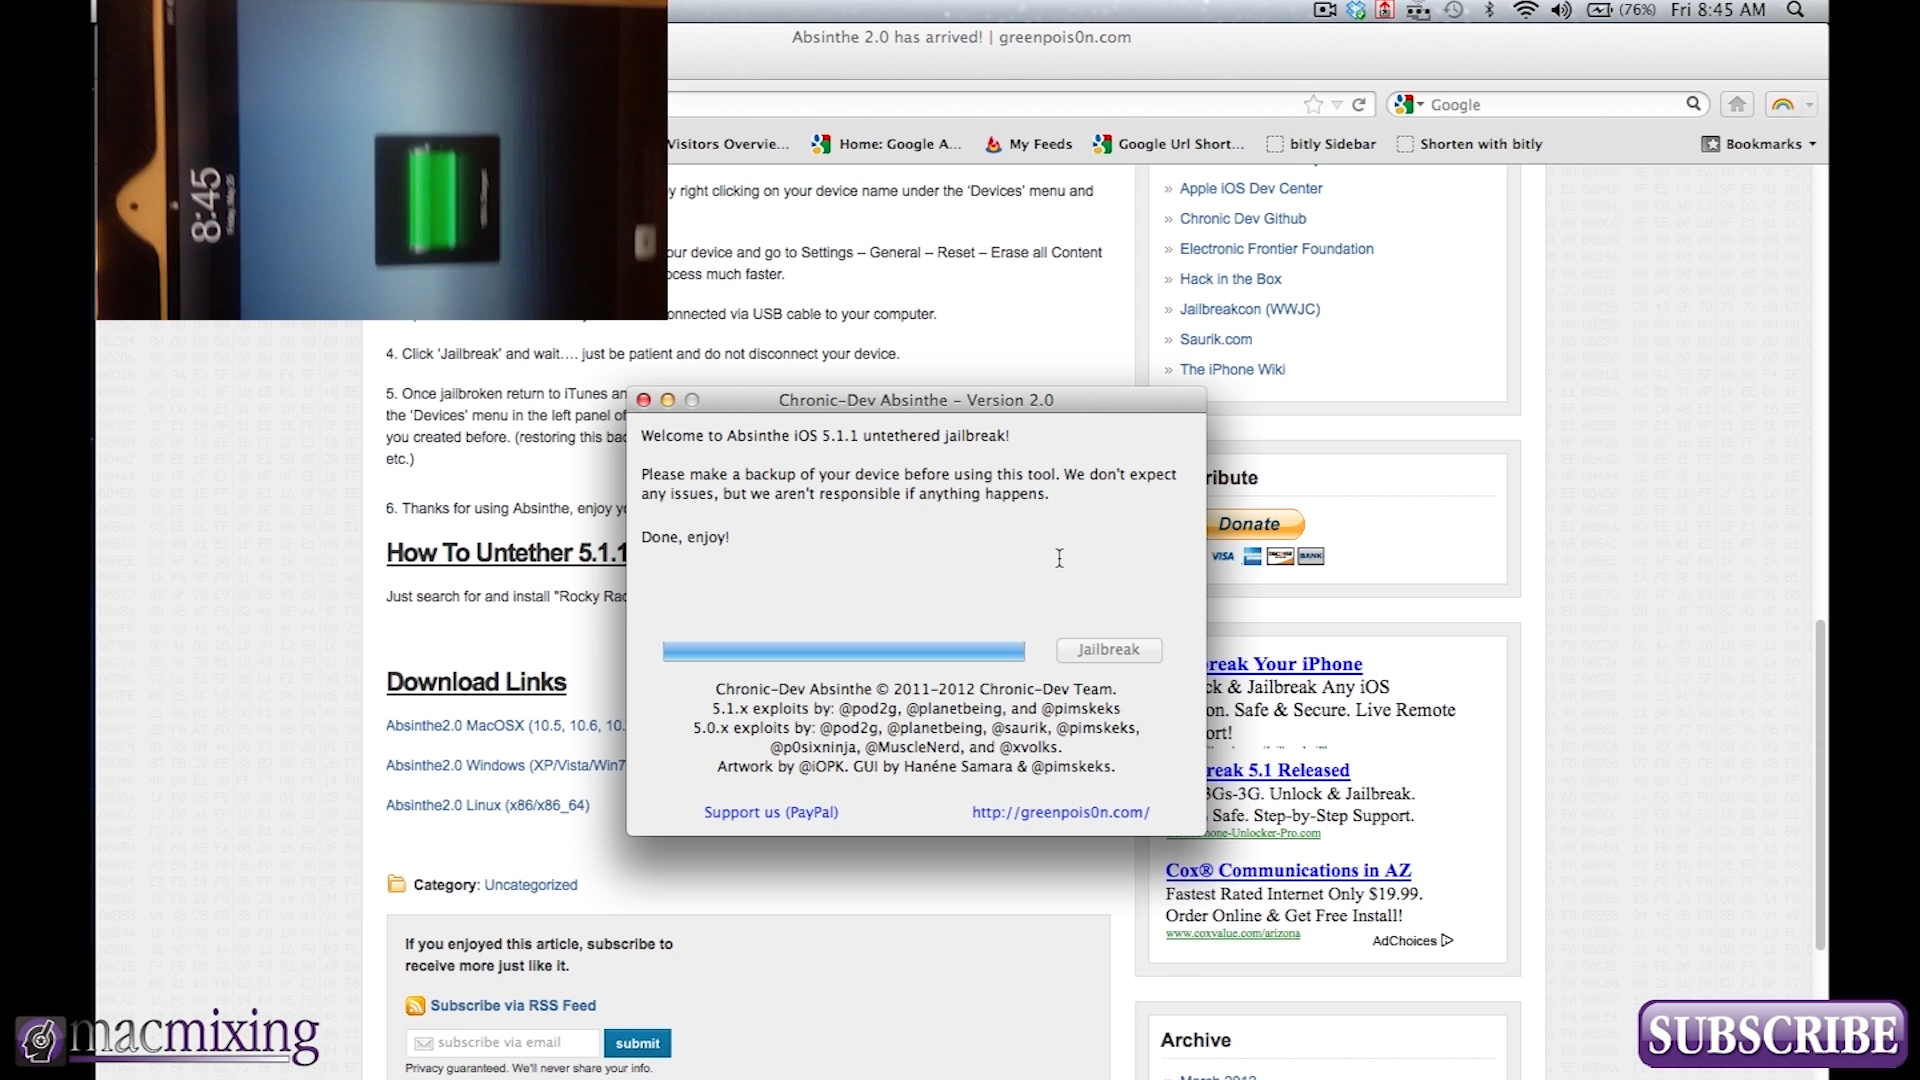 (76%) Fri 8:45 AM
Absinthe 2.0 has arrived! | greenpois0n.com
Google
Visitors Overvie...
Home: Google A...
My Feeds
Google Url Short...
bitly Sidebar
Shorten with bitly
Bookmarks
8:45
y right clicking on your device name under the 'Devices' menu and
our device and go to Settings – General – Reset – Erase all Content
ocess much faster.
onnected via USB cable to your computer.
4. Click 'Jailbreak' and wait…. just be patient and do not disconnect your device.
5. Once jailbroken return to iTunes an
the 'Devices' menu in the left panel of
you created before. (restoring this bac
etc.)
6. Thanks for using Absinthe, enjoy yo
How To Untether 5.1.1
Just search for and install "Rocky Rac
Download Links
Absinthe2.0 MacOSX (10.5, 10.6, 10.
Absinthe2.0 Windows (XP/Vista/Win7
Absinthe2.0 Linux (x86/x86_64)
Category: Uncategorized
If you enjoyed this article, subscribe to
receive more just like it.
Subscribe via RSS Feed
subscribe via email
submit
Privacy guaranteed. We'll never share your info.
Chronic-Dev Absinthe – Version 2.0
Welcome to Absinthe iOS 5.1.1 untethered jailbreak!
Please make a backup of your device before using this tool. We don't expect
any issues, but we aren't responsible if anything happens.
Done, enjoy!
Jailbreak
Chronic-Dev Absinthe © 2011-2012 Chronic-Dev Team.
5.1.x exploits by: @pod2g, @planetbeing, and @pimskeks
5.0.x exploits by: @pod2g, @planetbeing, @saurik, @pimskeks,
@p0sixninja, @MuscleNerd, and @xvolks.
Artwork by @iOPK. GUI by Hanéne Samara & @pimskeks.
Support us (PayPal)
http://greenpois0n.com/
» Apple iOS Dev Center
» Chronic Dev Github
» Electronic Frontier Foundation
» Hack in the Box
» Jailbreakcon (WWJC)
» Saurik.com
» The iPhone Wiki
ribute
Donate
VISA
BANK
break Your iPhone
ck & Jailbreak Any iOS
on. Safe & Secure. Live Remote
ort!
reak 5.1 Released
3Gs-3G. Unlock & Jailbreak.
Safe. Step-by-Step Support.
hone-Unlocker-Pro.com
Cox® Communications in AZ
Fastest Rated Internet Only $19.99.
Order Online & Get Free Install!
www.coxvalue.com/arizona
AdChoices
Archive
macmixing
SUBSCRIBE